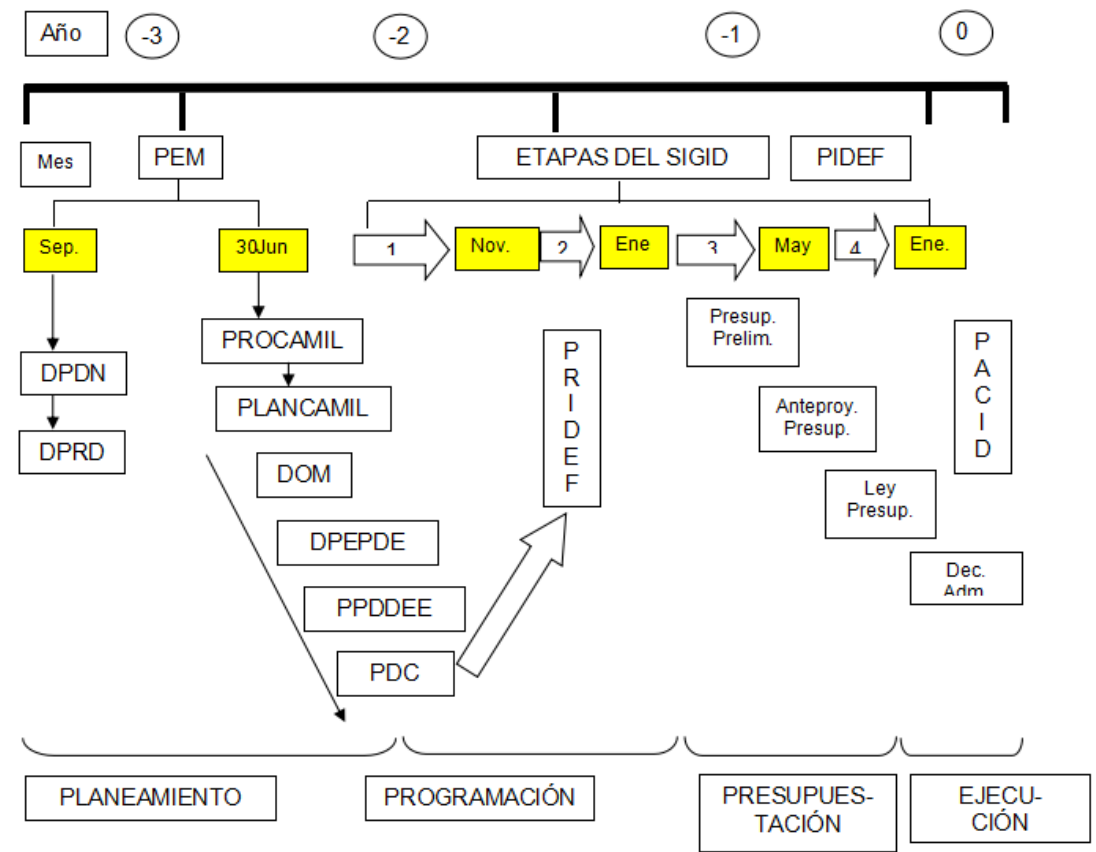 Año
-3
-2
-1
0
Mes
PEM
ETAPAS DEL SIGID
PIDEF
Sep.
30Jun
1
Nov.
2
Ene
3
May
4
Ene.
DPDN
DPRD
PROCAMIL
PLANCAMIL
DOM
DPEPDE
PPDDEE
PDC
P
R
I
D
E
F
Presup.
Prelim.
Anteproy.
Presup.
Ley
Presup.
Dec.
Adm
P
A
C
I
D
PLANEAMIENTO
PROGRAMACIÓN
PRESUPUES-
TACIÓN
EJECU-
CIÓN